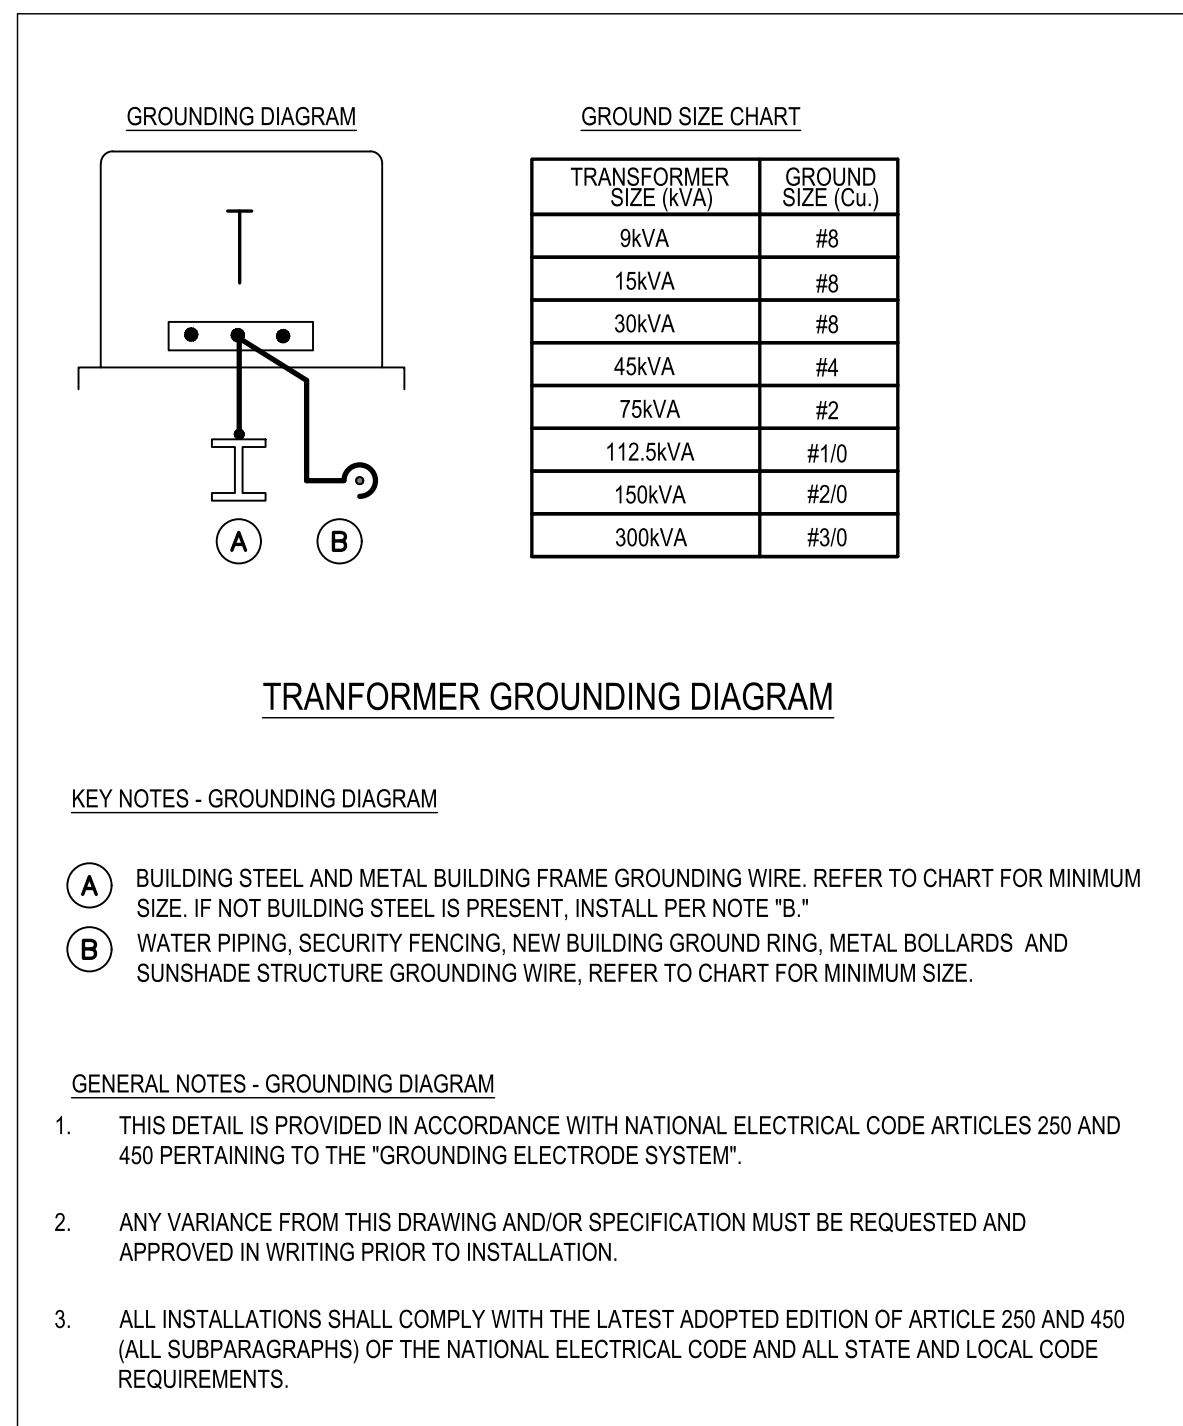 GROUNDING DIAGRAM
A
B
GROUND SIZE CHART
TRANSFORMER SIZE (kVA) GROUND SIZE (Cu.)
9kVA #8
15kVA #8
30kVA #8
45kVA #4
75kVA #2
112.5kVA #1/0
150kVA #2/0
300kVA #3/0
TRANFORMER GROUNDING DIAGRAM
KEY NOTES - GROUNDING DIAGRAM
A BUILDING STEEL AND METAL BUILDING FRAME GROUNDING WIRE. REFER TO CHART FOR MINIMUM
SIZE. IF NOT BUILDING STEEL IS PRESENT, INSTALL PER NOTE "B."
B WATER PIPING, SECURITY FENCING, NEW BUILDING GROUND RING, METAL BOLLARDS AND
SUNSHADE STRUCTURE GROUNDING WIRE, REFER TO CHART FOR MINIMUM SIZE.
GENERAL NOTES - GROUNDING DIAGRAM
1. THIS DETAIL IS PROVIDED IN ACCORDANCE WITH NATIONAL ELECTRICAL CODE ARTICLES 250 AND
450 PERTAINING TO THE "GROUNDING ELECTRODE SYSTEM".
2. ANY VARIANCE FROM THIS DRAWING AND/OR SPECIFICATION MUST BE REQUESTED AND
APPROVED IN WRITING PRIOR TO INSTALLATION.
3. ALL INSTALLATIONS SHALL COMPLY WITH THE LATEST ADOPTED EDITION OF ARTICLE 250 AND 450
(ALL SUBPARAGRAPHS) OF THE NATIONAL ELECTRICAL CODE AND ALL STATE AND LOCAL CODE
REQUIREMENTS.